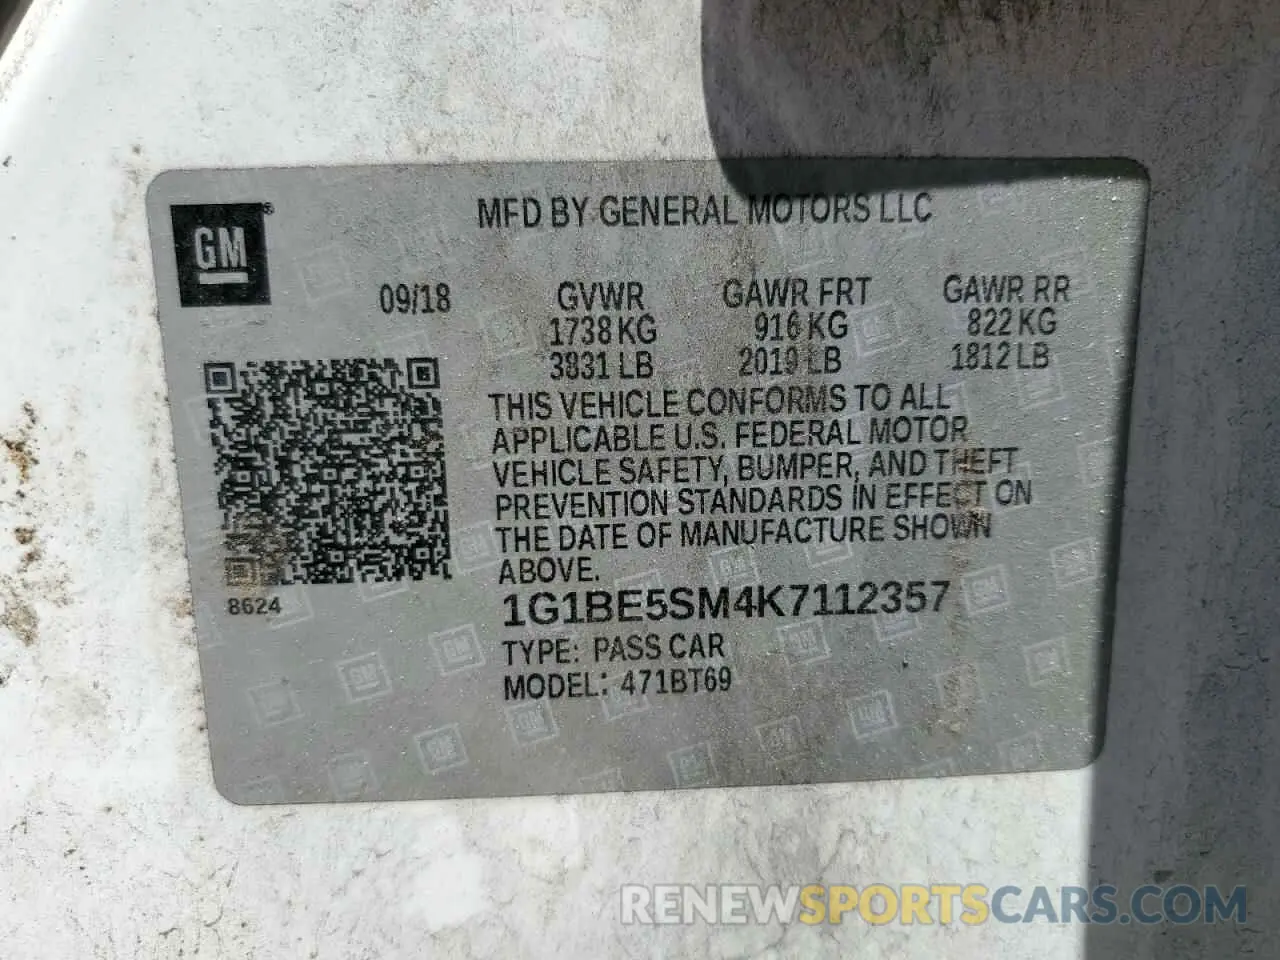 MFD BY GENERAL MOTORS LLC
GM®
09/18 GVWR GAWR FRT GAWR RR
1738 KG 916 KG 822 KG
3831 LB 2019 LB 1812 LB
THIS VEHICLE CONFORMS TO ALL
APPLICABLE U.S. FEDERAL MOTOR
VEHICLE SAFETY, BUMPER, AND THEFT
PREVENTION STANDARDS IN EFFECT ON
THE DATE OF MANUFACTURE SHOWN
ABOVE.
8624
1G1BE5SM4K7112357
TYPE: PASS CAR
MODEL: 471BT69
RENEWSPORTSCARS.COM